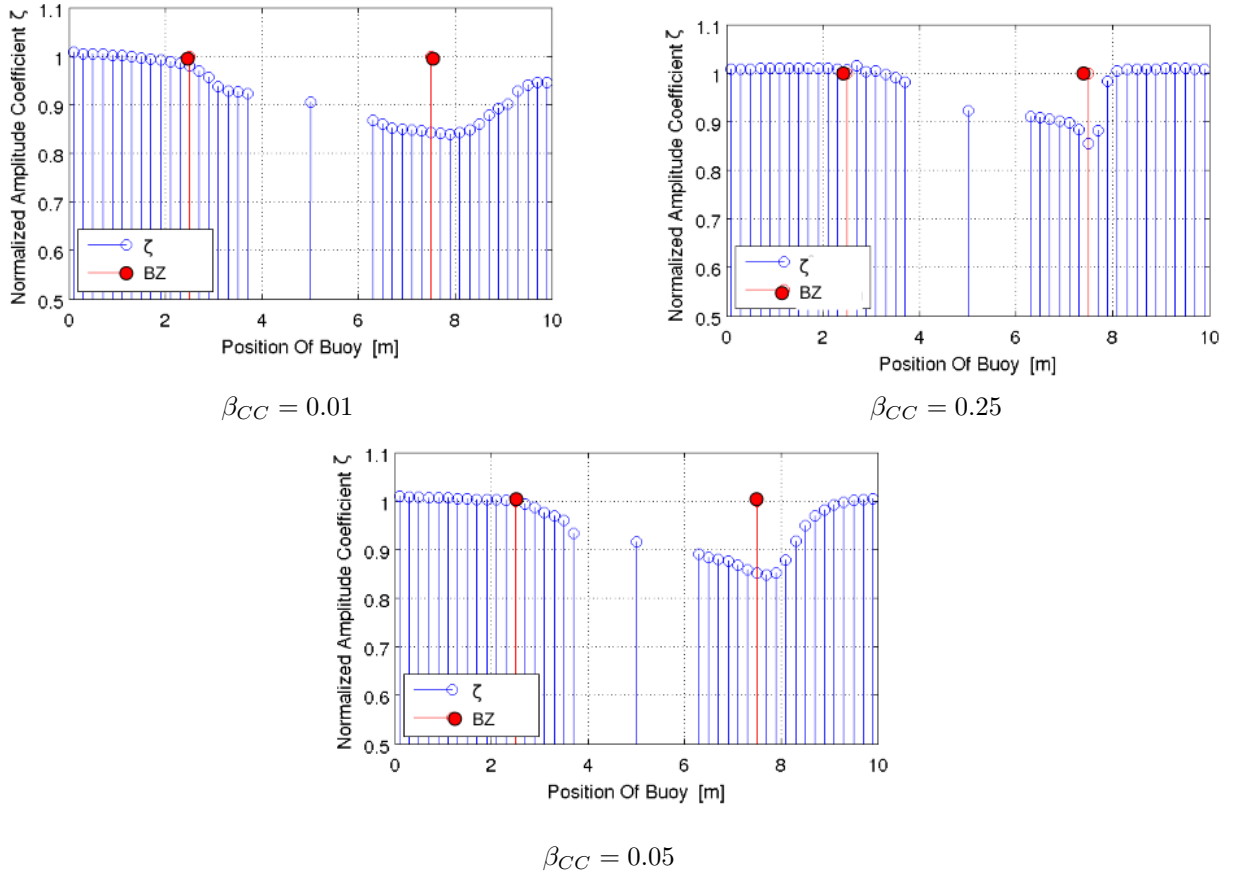 Normalized Amplitude Coefficient ζ
1.1
1
0.9
0.8
0.7
0.6
0.5
ζ
BZ
0 2 4 6 8 10
Position Of Buoy [m]
β_CC = 0.01
Normalized Amplitude Coefficient ζ
1.1
1
0.9
0.8
0.7
0.6
0.5
ζ
BZ
0 2 4 6 8 10
Position Of Buoy [m]
β_CC = 0.25
Normalized Amplitude Coefficient ζ
1.1
1
0.9
0.8
0.7
0.6
0.5
ζ
BZ
0 2 4 6 8 10
Position Of Buoy [m]
β_CC = 0.05